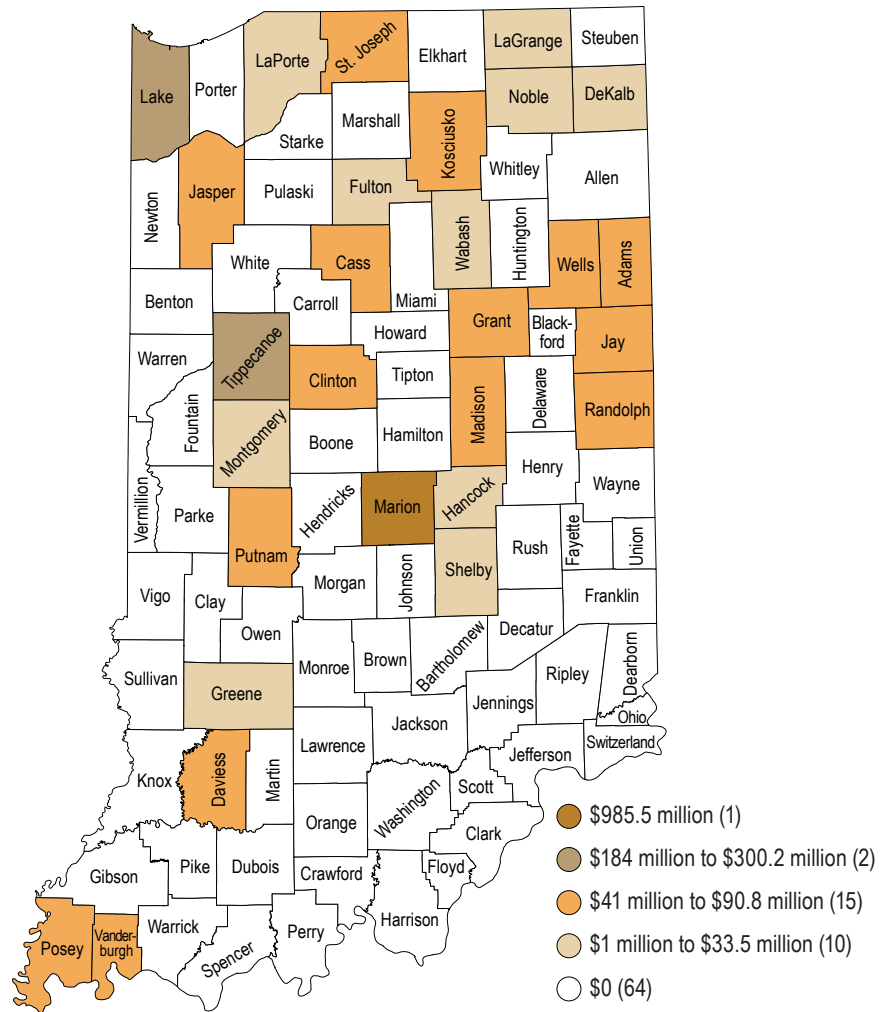 St. Joseph
LaGrange
Steuben
LaPorte
Elkhart
Porter
Lake
Noble
DeKalb
Marshall
Starke
Kosciusko
Whitley
Allen
Newton
Jasper
Pulaski
Fulton
Wabash
Huntington
White
Cass
Miami
Wells
Adams
Benton
Carroll
Grant
Black-
ford
Howard
Jay
Warren
Tippecanoe
Clinton
Tipton
Delaware
Randolph
Fountain
Montgomery
Boone
Hamilton
Madison
Henry
Wayne
Vermillion
Parke
Hendricks
Marion
Hancock
Putnam
Rush
Fayette
Union
Shelby
Morgan
Johnson
Vigo
Clay
Franklin
Owen
Decatur
Sullivan
Monroe
Brown
Bartholomew
Greene
Dearborn
Ripley
Jennings
Ohio
Jackson
Switzerland
Lawrence
Jefferson
Knox
Daviess
Martin
Scott
Washington
Orange
Clark
Pike
Dubois
Gibson
Crawford
Floyd
Harrison
Warrick
Perry
Vander-
burgh
Posey
Spencer
$985.5 million (1)
$184 million to $300.2 million (2)
$41 million to $90.8 million (15)
$1 million to $33.5 million (10)
$0 (64)